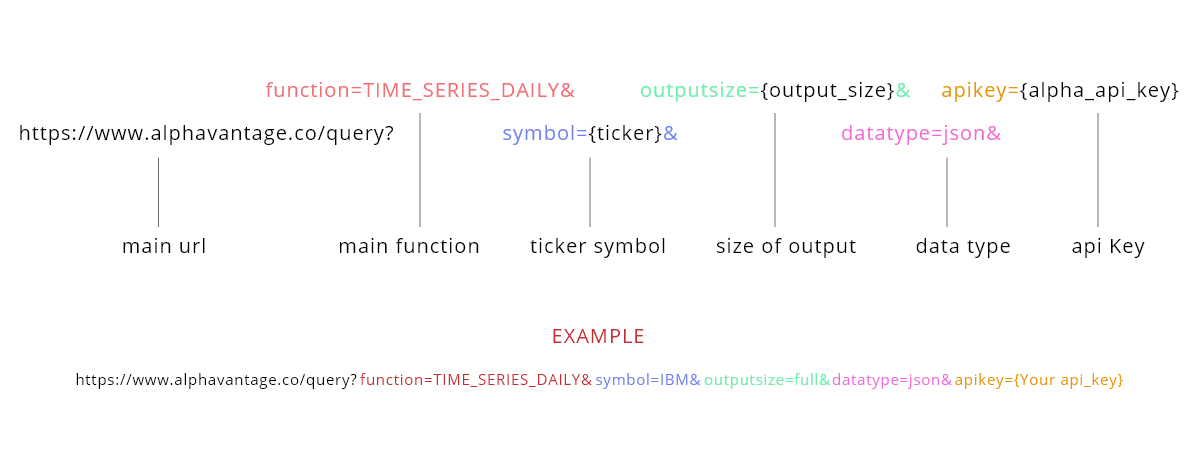 function=TIME_SERIES_DAILY& outputsize={output_size}& apikey={alpha_api_key}
https://www.alphavantage.co/query? symbol={ticker}& datatype=json&
main url main function ticker symbol size of output data type api Key
EXAMPLE
https://www.alphavantage.co/query? function=TIME_SERIES_DAILY& symbol=IBM& outputsize=full& datatype=json& apikey={Your api_key}